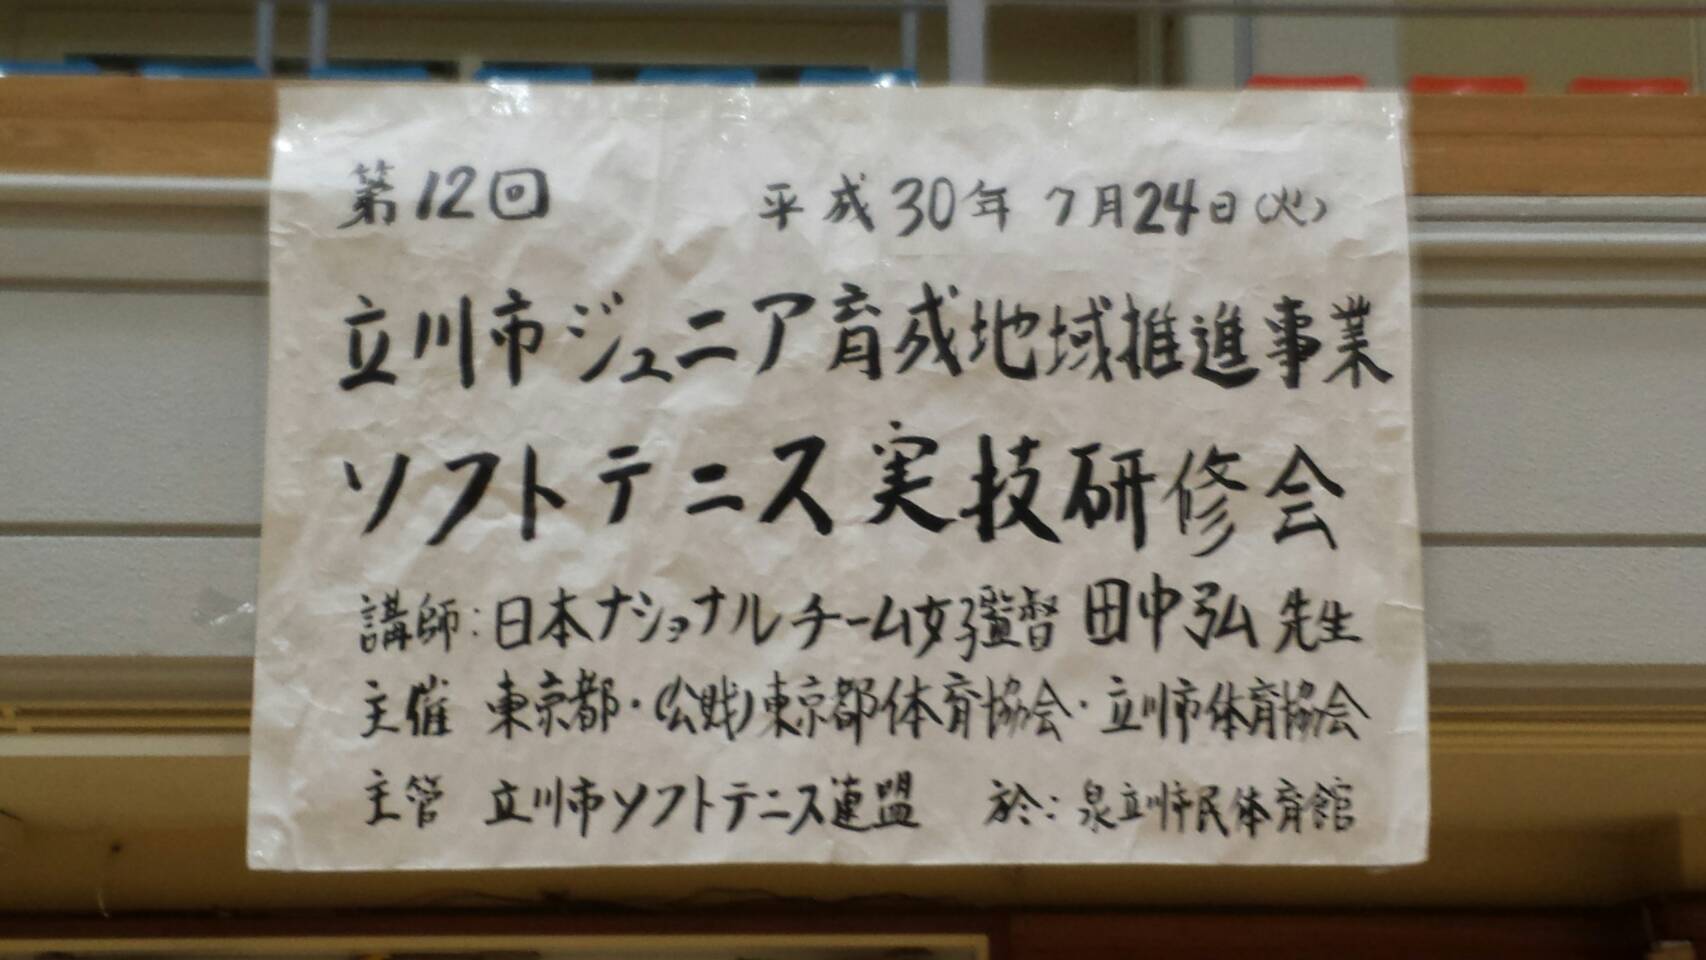 第12回 平成30年 7月24日(火)
立川市ジュニア育成地域推進事業
ソフトテニス実技研修会
講師:日本ナショナルチーム女子監督 田中弘 先生
主催 東京都・(公財)東京都体育協会・立川市体育協会
主管 立川市ソフトテニス連盟 於:泉立川市民体育館